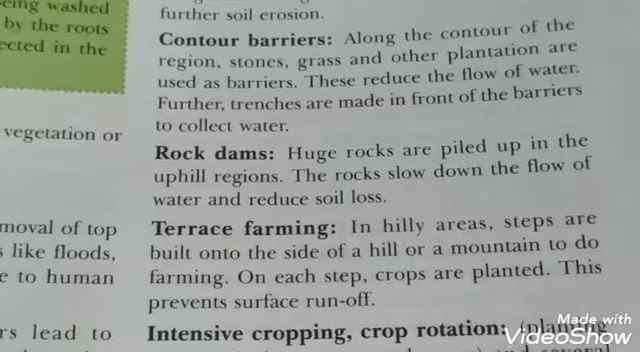 eing washed
by the roots
ected in the
vegetation or
moval of top
s like floods,
e to human
rs lead to
further soil erosion.
Contour barriers: Along the contour of the
region, stones, grass and other plantation are
used as barriers. These reduce the flow of water.
Further, trenches are made in front of the barriers
to collect water.
Rock dams: Huge rocks are piled up in the
uphill regions. The rocks slow down the flow of
water and reduce soil loss.
Terrace farming: In hilly areas, steps are
built onto the side of a hill or a mountain to do
farming. On each step, crops are planted. This
prevents surface run-off.
Intensive cropping, crop rotation: (planting
Made with
VideoShow